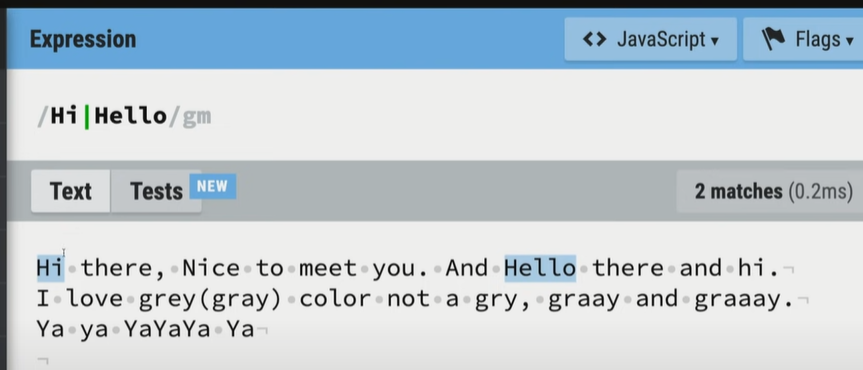 Expression
<> JavaScript ▾
Flags ▾
/Hi|Hello/gm
Text
Tests
NEW
2 matches (0.2ms)
Hi there, Nice to meet you. And Hello there and hi.
I love grey(gray) color not a gry, graay and graaay.
Ya ya YaYaYa Ya